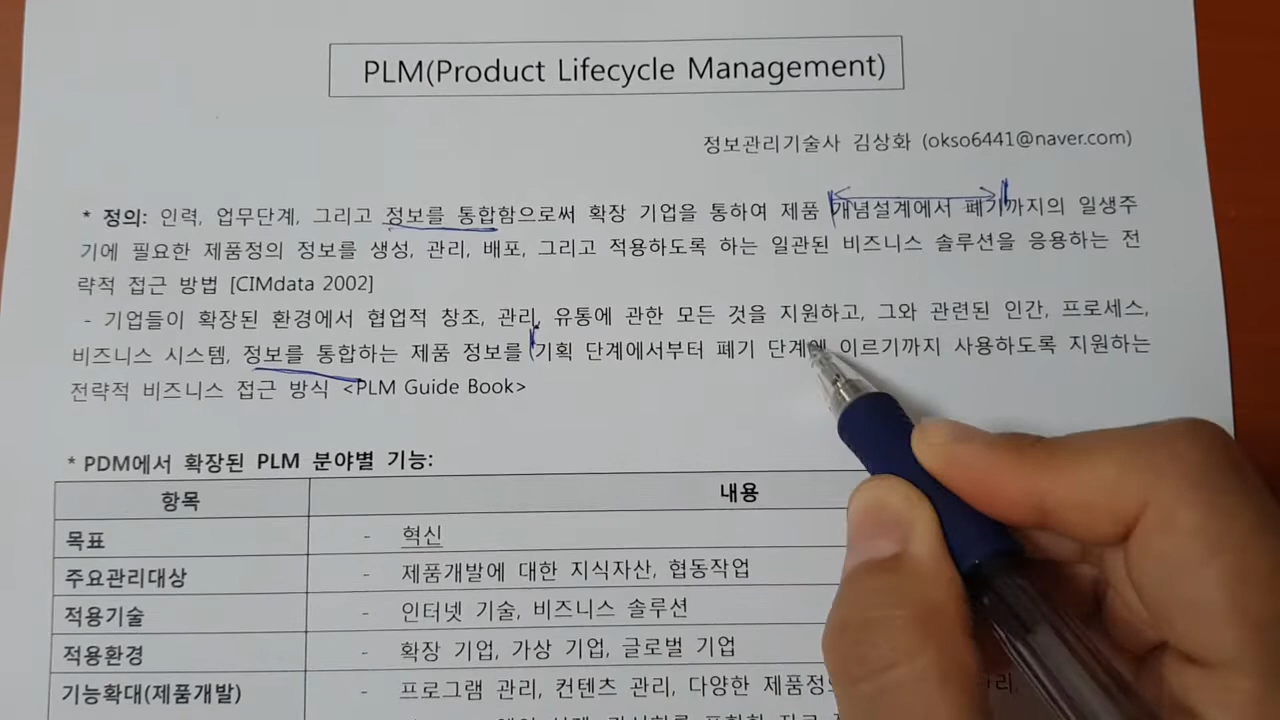 PLM(Product Lifecycle Management)
정보관리기술사 김상화 (okso6441@naver.com)
* 정의: 인력, 업무단계, 그리고 정보를 통합함으로써 확장 기업을 통하여 제품 개념설계에서 폐기까지의 일생주
기에 필요한 제품정의 정보를 생성, 관리, 배포, 그리고 적용하도록 하는 일관된 비즈니스 솔루션을 응용하는 전
략적 접근 방법 [CIMdata 2002]
- 기업들이 확장된 환경에서 협업적 창조, 관리, 유통에 관한 모든 것을 지원하고, 그와 관련된 인간, 프로세스,
비즈니스 시스템, 정보를 통합하는 제품 정보를 기획 단계에서부터 폐기 단계에 이르기까지 사용하도록 지원하는
전략적 비즈니스 접근 방식 <PLM Guide Book>
* PDM에서 확장된 PLM 분야별 기능:
항목 내용
목표 - 혁신
주요관리대상 - 제품개발에 대한 지식자산, 협동작업
적용기술 - 인터넷 기술, 비즈니스 솔루션
적용환경 - 확장 기업, 가상 기업, 글로벌 기업
기능확대(제품개발) - 프로그램 관리, 컨텐츠 관리, 다양한